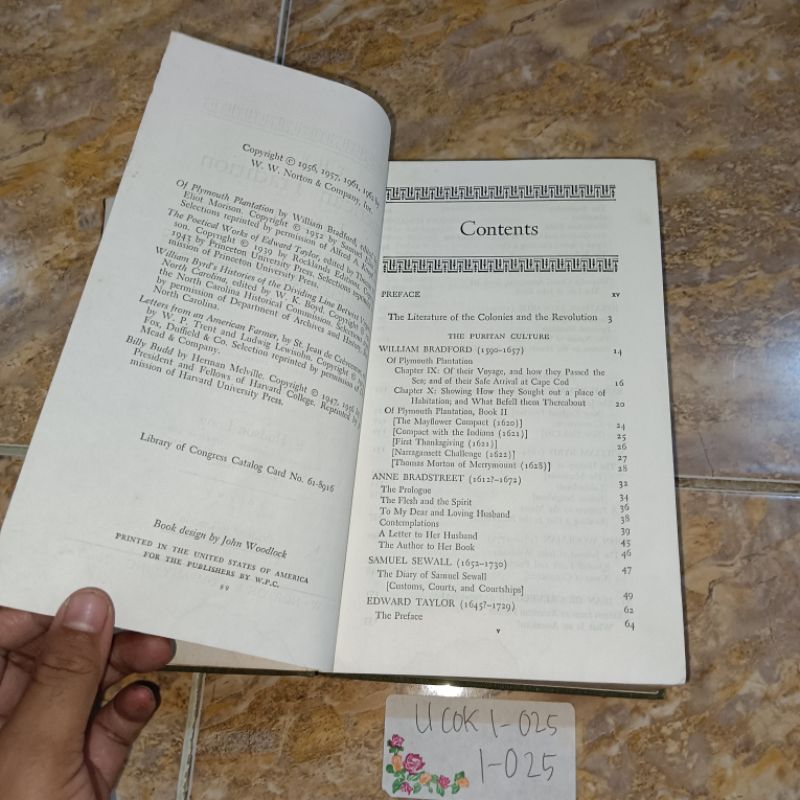 Copyright © 1956, 1957, 1961, 1962 by
W. W. Norton & Company, Inc.
Of Plymouth Plantation by William Bradford, edited by
Eliot Morison. Copyright © 1952 by Samuel
Selections reprinted by permission of Alfred A. Knopf
The Poetical Works of Edward Taylor, edited by
son. Copyright © 1939 by Rocklands Editions,
1943 by Princeton University Press. Selections
mission of Princeton University Press.
William Byrd's Histories of the Dividing Line Betwixt
North Carolina, edited by W. K. Boyd.
the North Carolina Historical Commission. Selections
by permission of Department of Archives and History,
North Carolina.
Letters from an American Farmer, by St. Jean de Crèvecoeur,
by W. P. Trent and Ludwig Lewisohn. Copyright ©
Fox, Duffield & Co. Selection reprinted by permission of
Mead & Company.
Billy Budd by Herman Melville. Copyright © 1947, 1956
President and Fellows of Harvard College. Reprinted by
mission of Harvard University Press.
Library of Congress Catalog Card No. 61-8916
Book design by John Woodlock
PRINTED IN THE UNITED STATES OF AMERICA
FOR THE PUBLISHERS BY W.P.C.
89
Contents
PREFACE xv
The Literature of the Colonies and the Revolution 3
THE PURITAN CULTURE
WILLIAM BRADFORD (1590–1657) 14
Of Plymouth Plantation
Chapter IX: Of their Voyage, and how they Passed the
Sea; and of their Safe Arrival at Cape Cod 16
Chapter X: Showing How they Sought out a place of
Habitation; and What Befell them Thereabout 20
Of Plymouth Plantation, Book II
[The Mayflower Compact (1620)] 24
[Compact with the Indians (1621)] 25
[First Thanksgiving (1621)] 26
[Narragansett Challenge (1622)] 27
[Thomas Morton of Merrymount (1628)] 28
ANNE BRADSTREET (1612?–1672) 32
The Prologue 34
The Flesh and the Spirit 36
To My Dear and Loving Husband 38
Contemplations 39
A Letter to Her Husband 45
The Author to Her Book 46
SAMUEL SEWALL (1652–1730) 47
The Diary of Samuel Sewall
[Customs, Courts, and Courtships] 49
EDWARD TAYLOR (1645?–1729) 62
The Preface 64
v
U COK 1-025
1-025